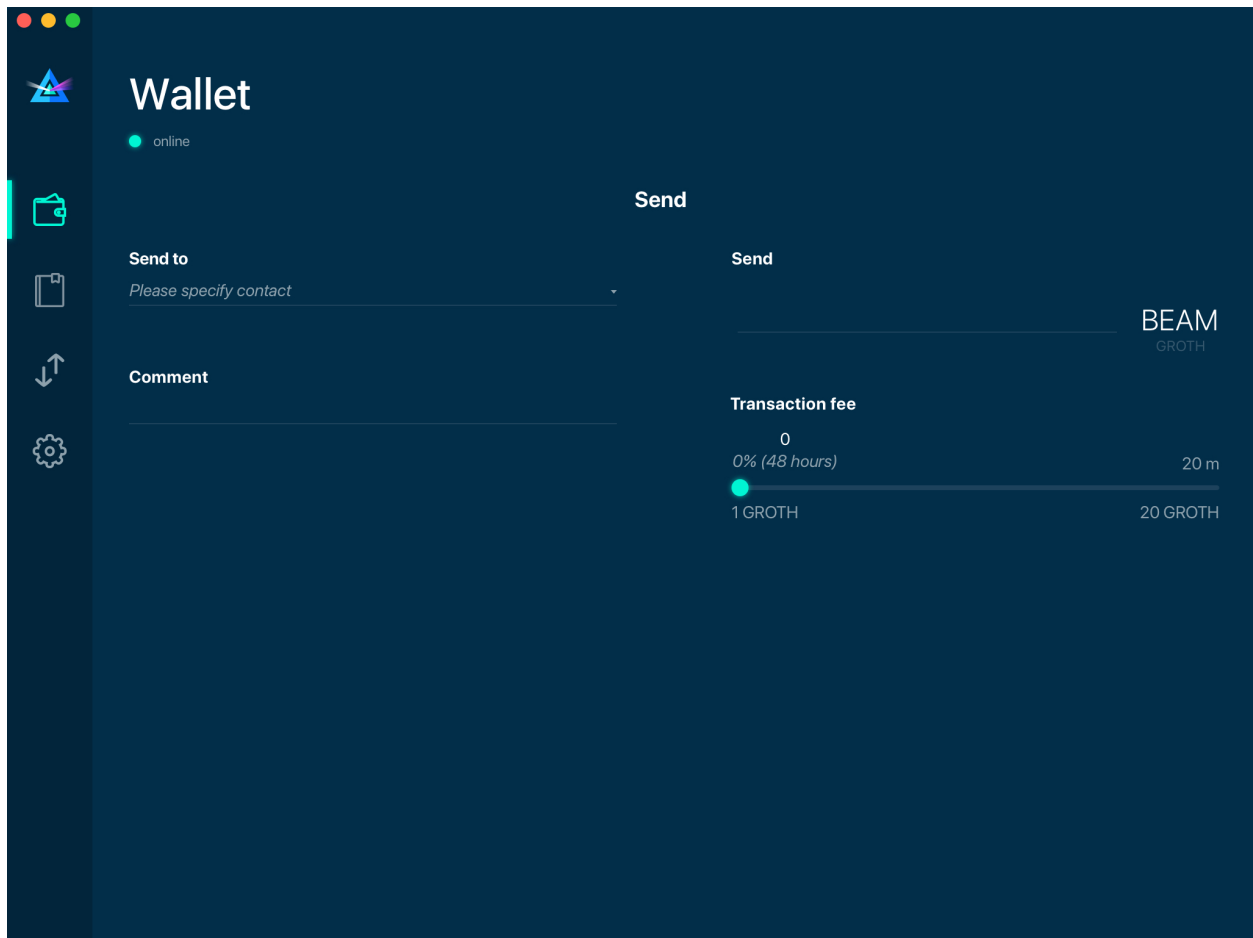 Wallet
online
Send
Send to
Please specify contact
Comment
Send
BEAM
GROTH
Transaction fee
0
0% (48 hours)
20 m
1 GROTH
20 GROTH